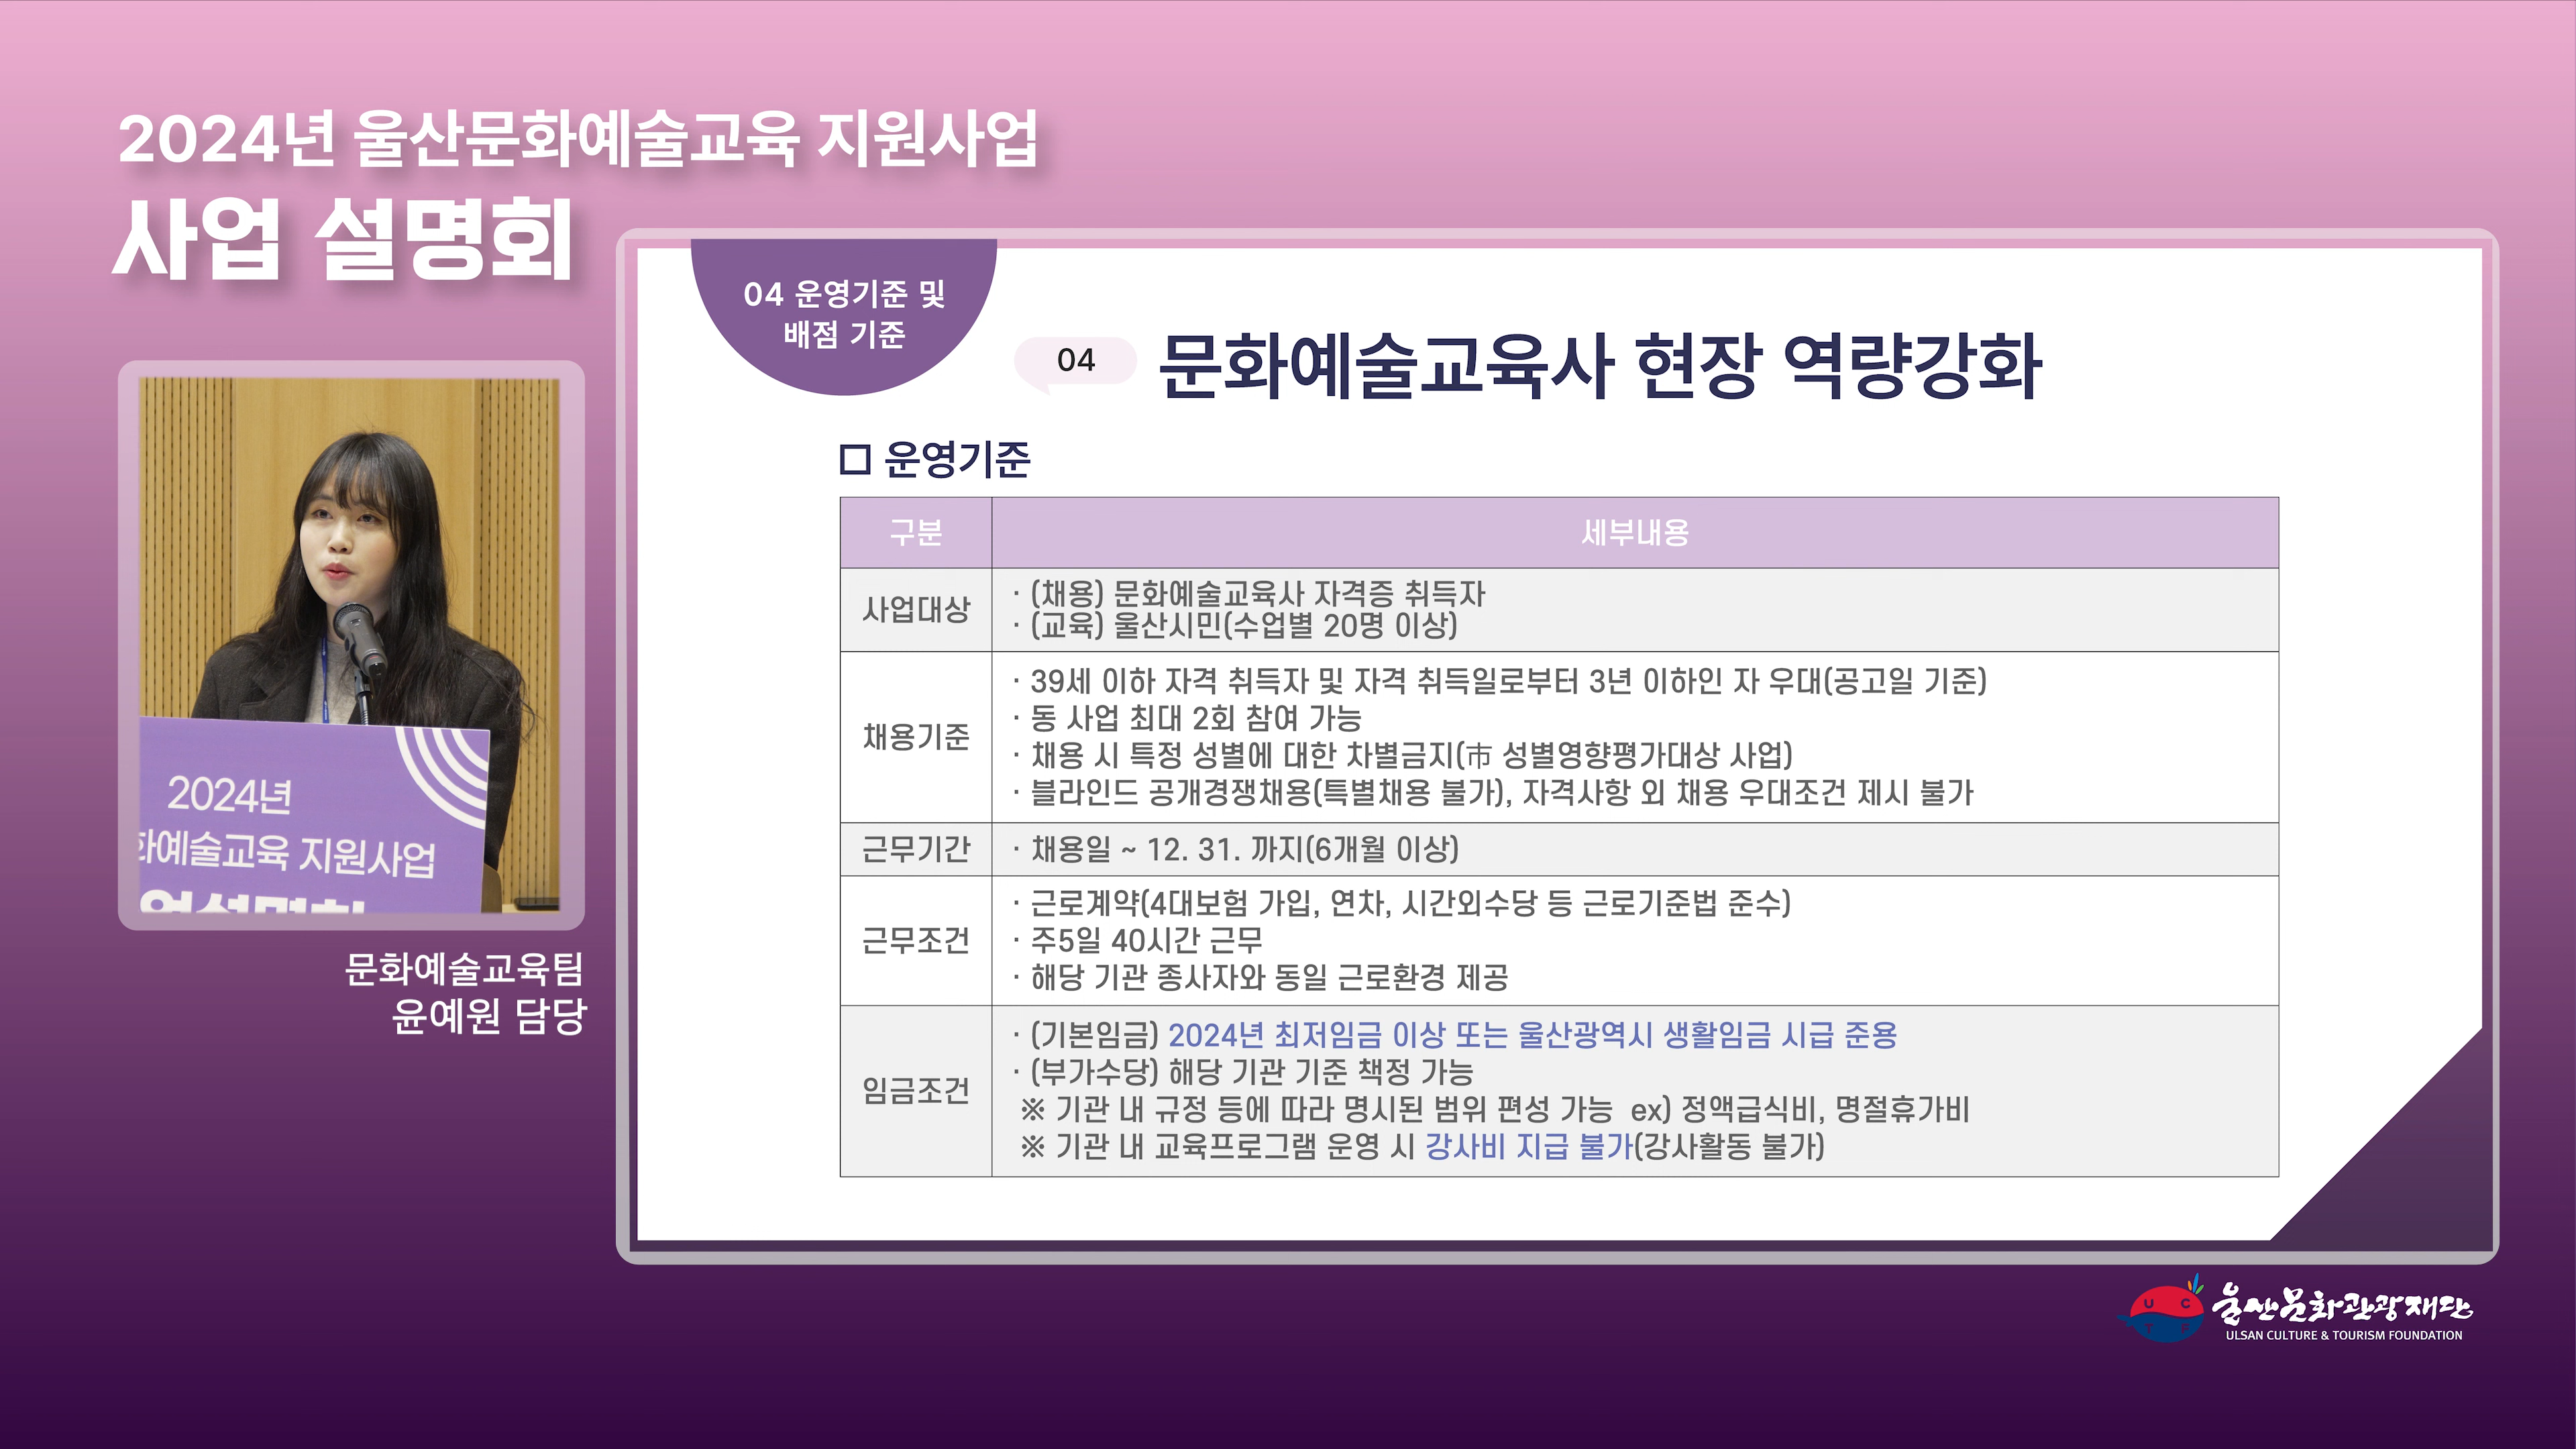 2024년 울산문화예술교육 지원사업
사업 설명회
2024년
화예술교육 지원사업
문화예술교육팀
윤예원 담당
04 운영기준 및
배점 기준
04 문화예술교육사 현장 역량강화
□ 운영기준
구분 세부내용
사업대상
· (채용) 문화예술교육사 자격증 취득자
· (교육) 울산시민(수업별 20명 이상)
채용기준
· 39세 이하 자격 취득자 및 자격 취득일로부터 3년 이하인 자 우대(공고일 기준)
· 동 사업 최대 2회 참여 가능
· 채용 시 특정 성별에 대한 차별금지(市 성별영향평가대상 사업)
· 블라인드 공개경쟁채용(특별채용 불가), 자격사항 외 채용 우대조건 제시 불가
근무기간
· 채용일 ~ 12. 31. 까지(6개월 이상)
근무조건
· 근로계약(4대보험 가입, 연차, 시간외수당 등 근로기준법 준수)
· 주5일 40시간 근무
· 해당 기관 종사자와 동일 근로환경 제공
임금조건
· (기본임금) 2024년 최저임금 이상 또는 울산광역시 생활임금 시급 준용
· (부가수당) 해당 기관 기준 책정 가능
※ 기관 내 규정 등에 따라 명시된 범위 편성 가능 ex) 정액급식비, 명절휴가비
※ 기관 내 교육프로그램 운영 시 강사비 지급 불가(강사활동 불가)
U C
T F
울산문화관광재단
ULSAN CULTURE & TOURISM FOUNDATION